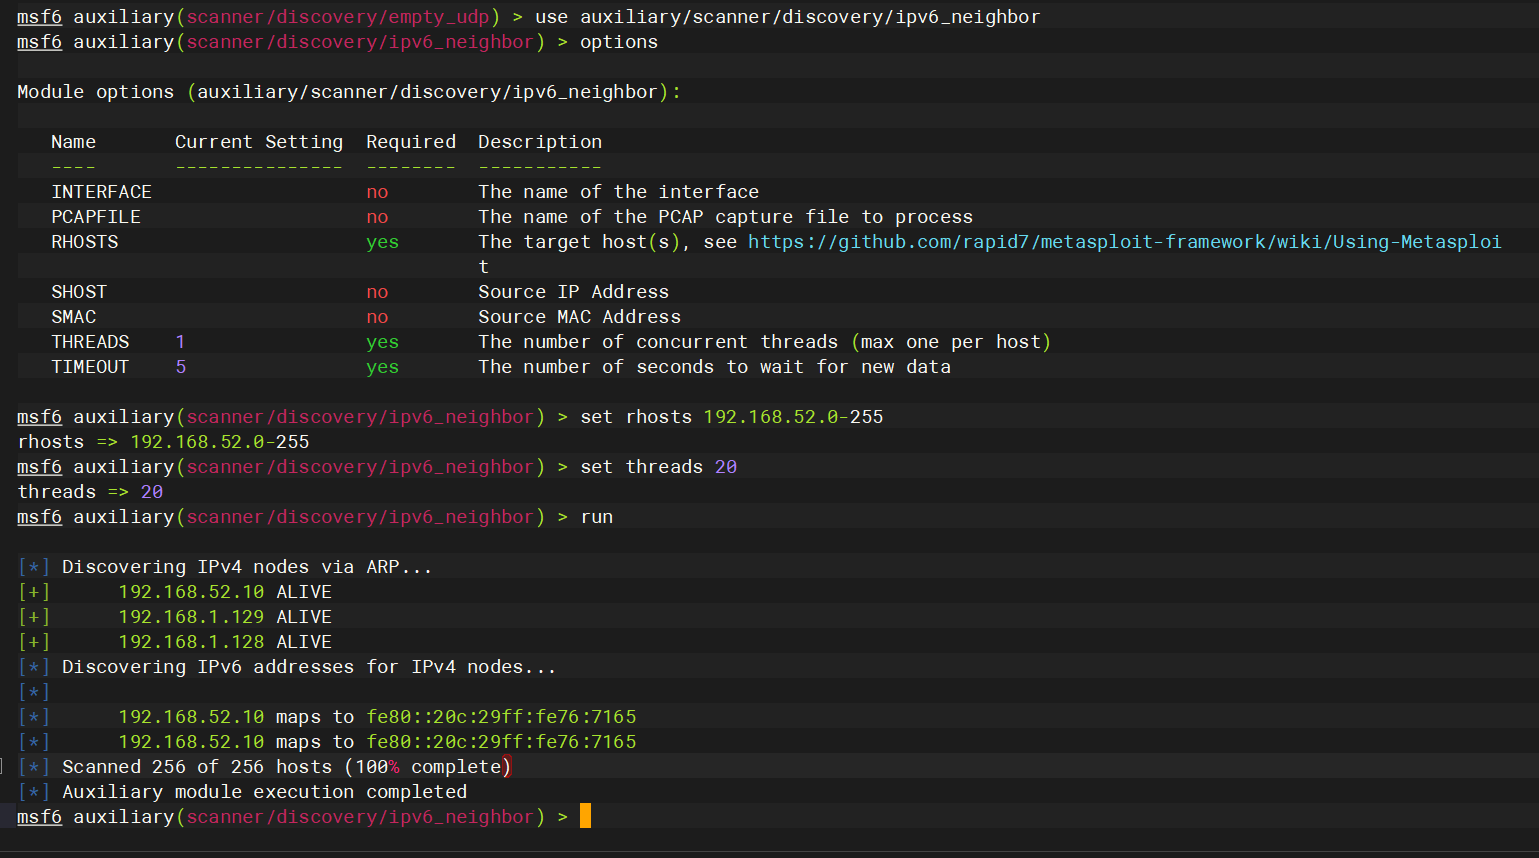 msf6 auxiliary(scanner/discovery/empty_udp) > use auxiliary/scanner/discovery/ipv6_neighbor
msf6 auxiliary(scanner/discovery/ipv6_neighbor) > options
Module options (auxiliary/scanner/discovery/ipv6_neighbor):
Name       Current Setting  Required  Description
----       ---------------  --------  -----------
INTERFACE                   no        The name of the interface
PCAPFILE                    no        The name of the PCAP capture file to process
RHOSTS                      yes       The target host(s), see https://github.com/rapid7/metasploit-framework/wiki/Using-Metasploi
t
SHOST                       no        Source IP Address
SMAC                        no        Source MAC Address
THREADS    1                yes       The number of concurrent threads (max one per host)
TIMEOUT    5                yes       The number of seconds to wait for new data
msf6 auxiliary(scanner/discovery/ipv6_neighbor) > set rhosts 192.168.52.0-255
rhosts => 192.168.52.0-255
msf6 auxiliary(scanner/discovery/ipv6_neighbor) > set threads 20
threads => 20
msf6 auxiliary(scanner/discovery/ipv6_neighbor) > run
[*] Discovering IPv4 nodes via ARP...
[+]      192.168.52.10 ALIVE
[+]      192.168.1.129 ALIVE
[+]      192.168.1.128 ALIVE
[*] Discovering IPv6 addresses for IPv4 nodes...
[*]
[*]      192.168.52.10 maps to fe80::20c:29ff:fe76:7165
[*]      192.168.52.10 maps to fe80::20c:29ff:fe76:7165
[*] Scanned 256 of 256 hosts (100% complete)
[*] Auxiliary module execution completed
msf6 auxiliary(scanner/discovery/ipv6_neighbor) >